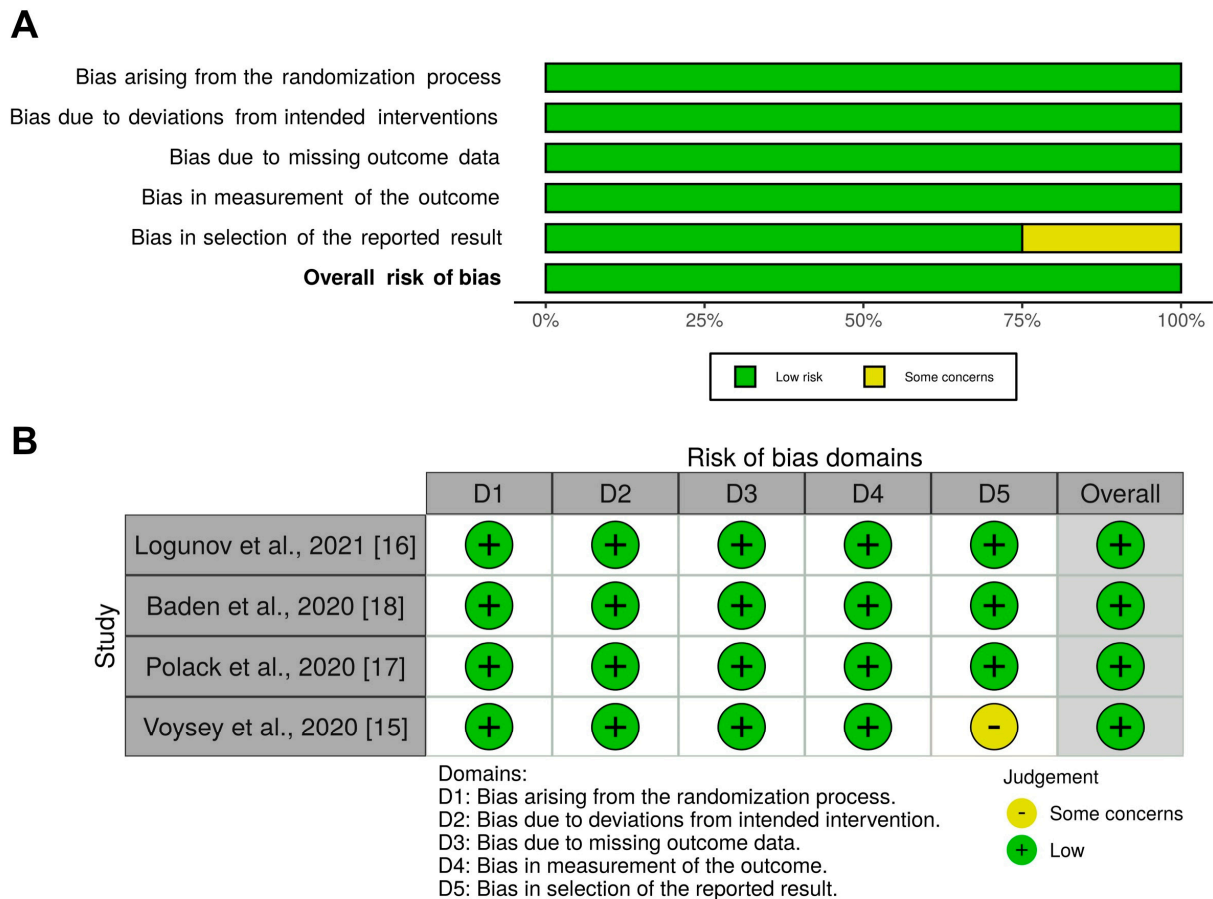 A
Bias arising from the randomization process
Bias due to deviations from intended interventions
Bias due to missing outcome data
Bias in measurement of the outcome
Bias in selection of the reported result
Overall risk of bias
0% 25% 50% 75% 100%
Low risk Some concerns
B
Risk of bias domains
D1 D2 D3 D4 D5 Overall
Study
Logunov et al., 2021 [16] + + + + + +
Baden et al., 2020 [18] + + + + + +
Polack et al., 2020 [17] + + + + + +
Voysey et al., 2020 [15] + + + + - +
Domains:
D1: Bias arising from the randomization process.
D2: Bias due to deviations from intended intervention.
D3: Bias due to missing outcome data.
D4: Bias in measurement of the outcome.
D5: Bias in selection of the reported result.
Judgement
- Some concerns
+ Low